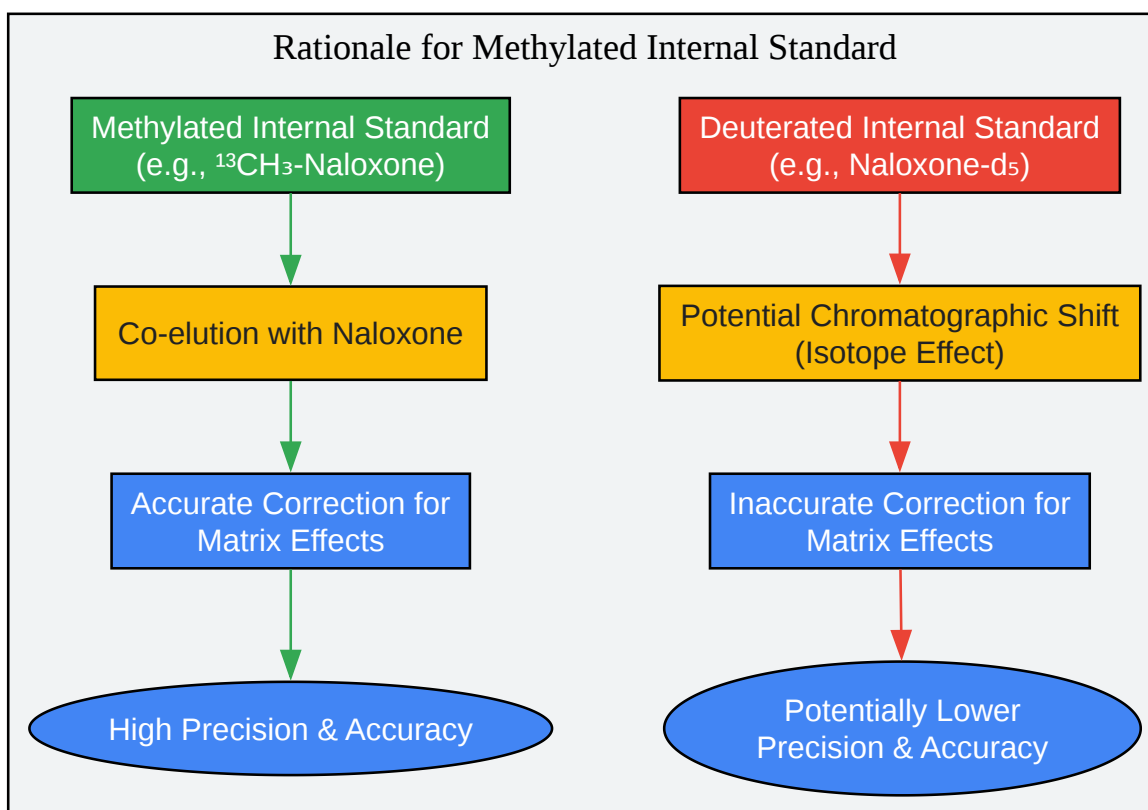 Rationale for Methylated Internal Standard
Methylated Internal Standard
(e.g., ¹³CH₃-Naloxone)
Deuterated Internal Standard
(e.g., Naloxone-d₅)
Co-elution with Naloxone
Potential Chromatographic Shift
(Isotope Effect)
Accurate Correction for
Matrix Effects
Inaccurate Correction for
Matrix Effects
High Precision & Accuracy
Potentially Lower
Precision & Accuracy